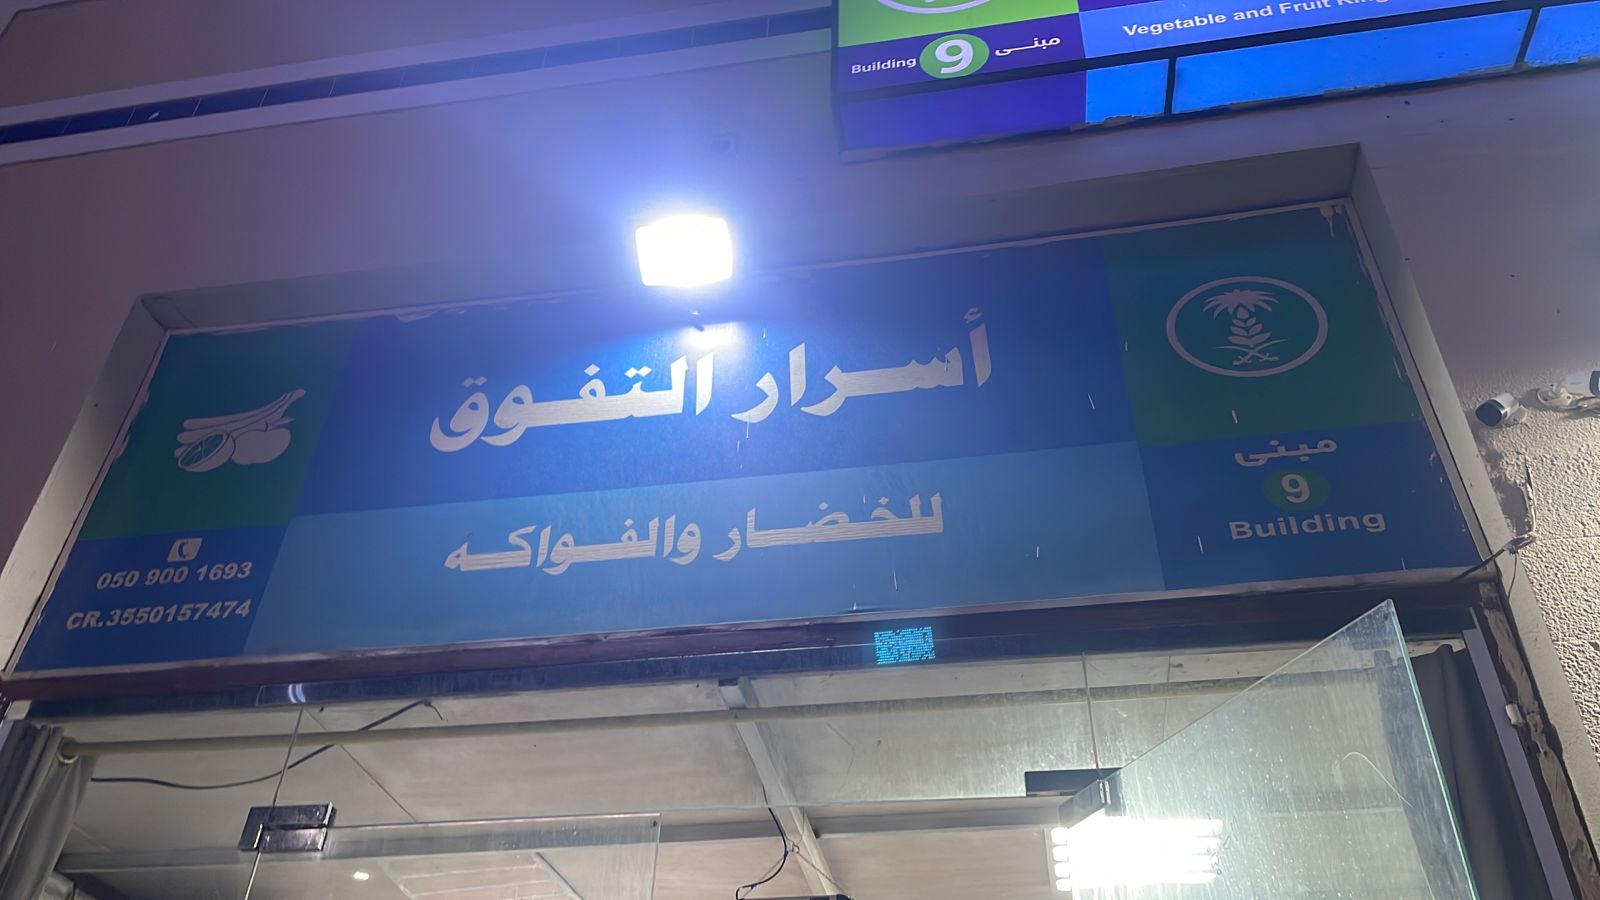 Vegetable and Fruit
Building 9 مبنى
أسرار التفوق
للخضار والفواكه
مبنى
9
Building
050 900 1693
CR.3550157474